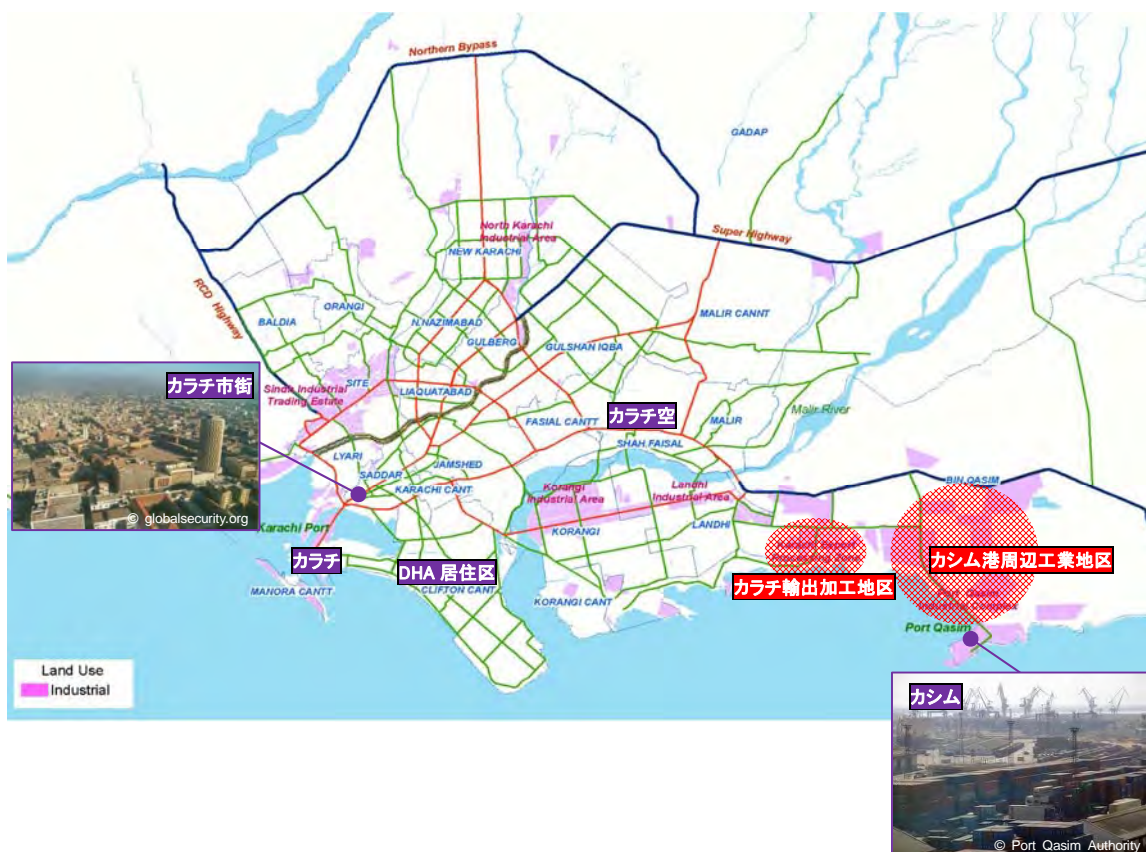 Northern Bypass
GADAP
North Karachi
Industrial Area
Super Highway
NEW KARACHI
RCD Highway
ORANGI
BALDIA
N.NAZIMABAD
MALIR CANNT
GULBERG
GULSHAN IQBA
カラチ市街
SITE
Sindh Industrial
Trading Estate
LIAQUATABAD
カラチ空
FASIAL CANTT
MALIR
Malir River
SHAH FAISAL
LYARI
JAMSHED
SADDAR
KARACHI CANT
Korangi
Industrial Area
Landhi
Industrial Area
BIN QASIM
© globalsecurity.org
Karachi Port
KORANGI
LANDHI
カラチ
DHA 居住区
カシム港周辺工業地区
カラチ輸出加工地区
MANORA CANTT
CLIFTON CANT
KORANGI CANT
Port Qasim
Industrial Complex
Port Qasim
Land Use
Industrial
カシム
© Port Qasim Authority